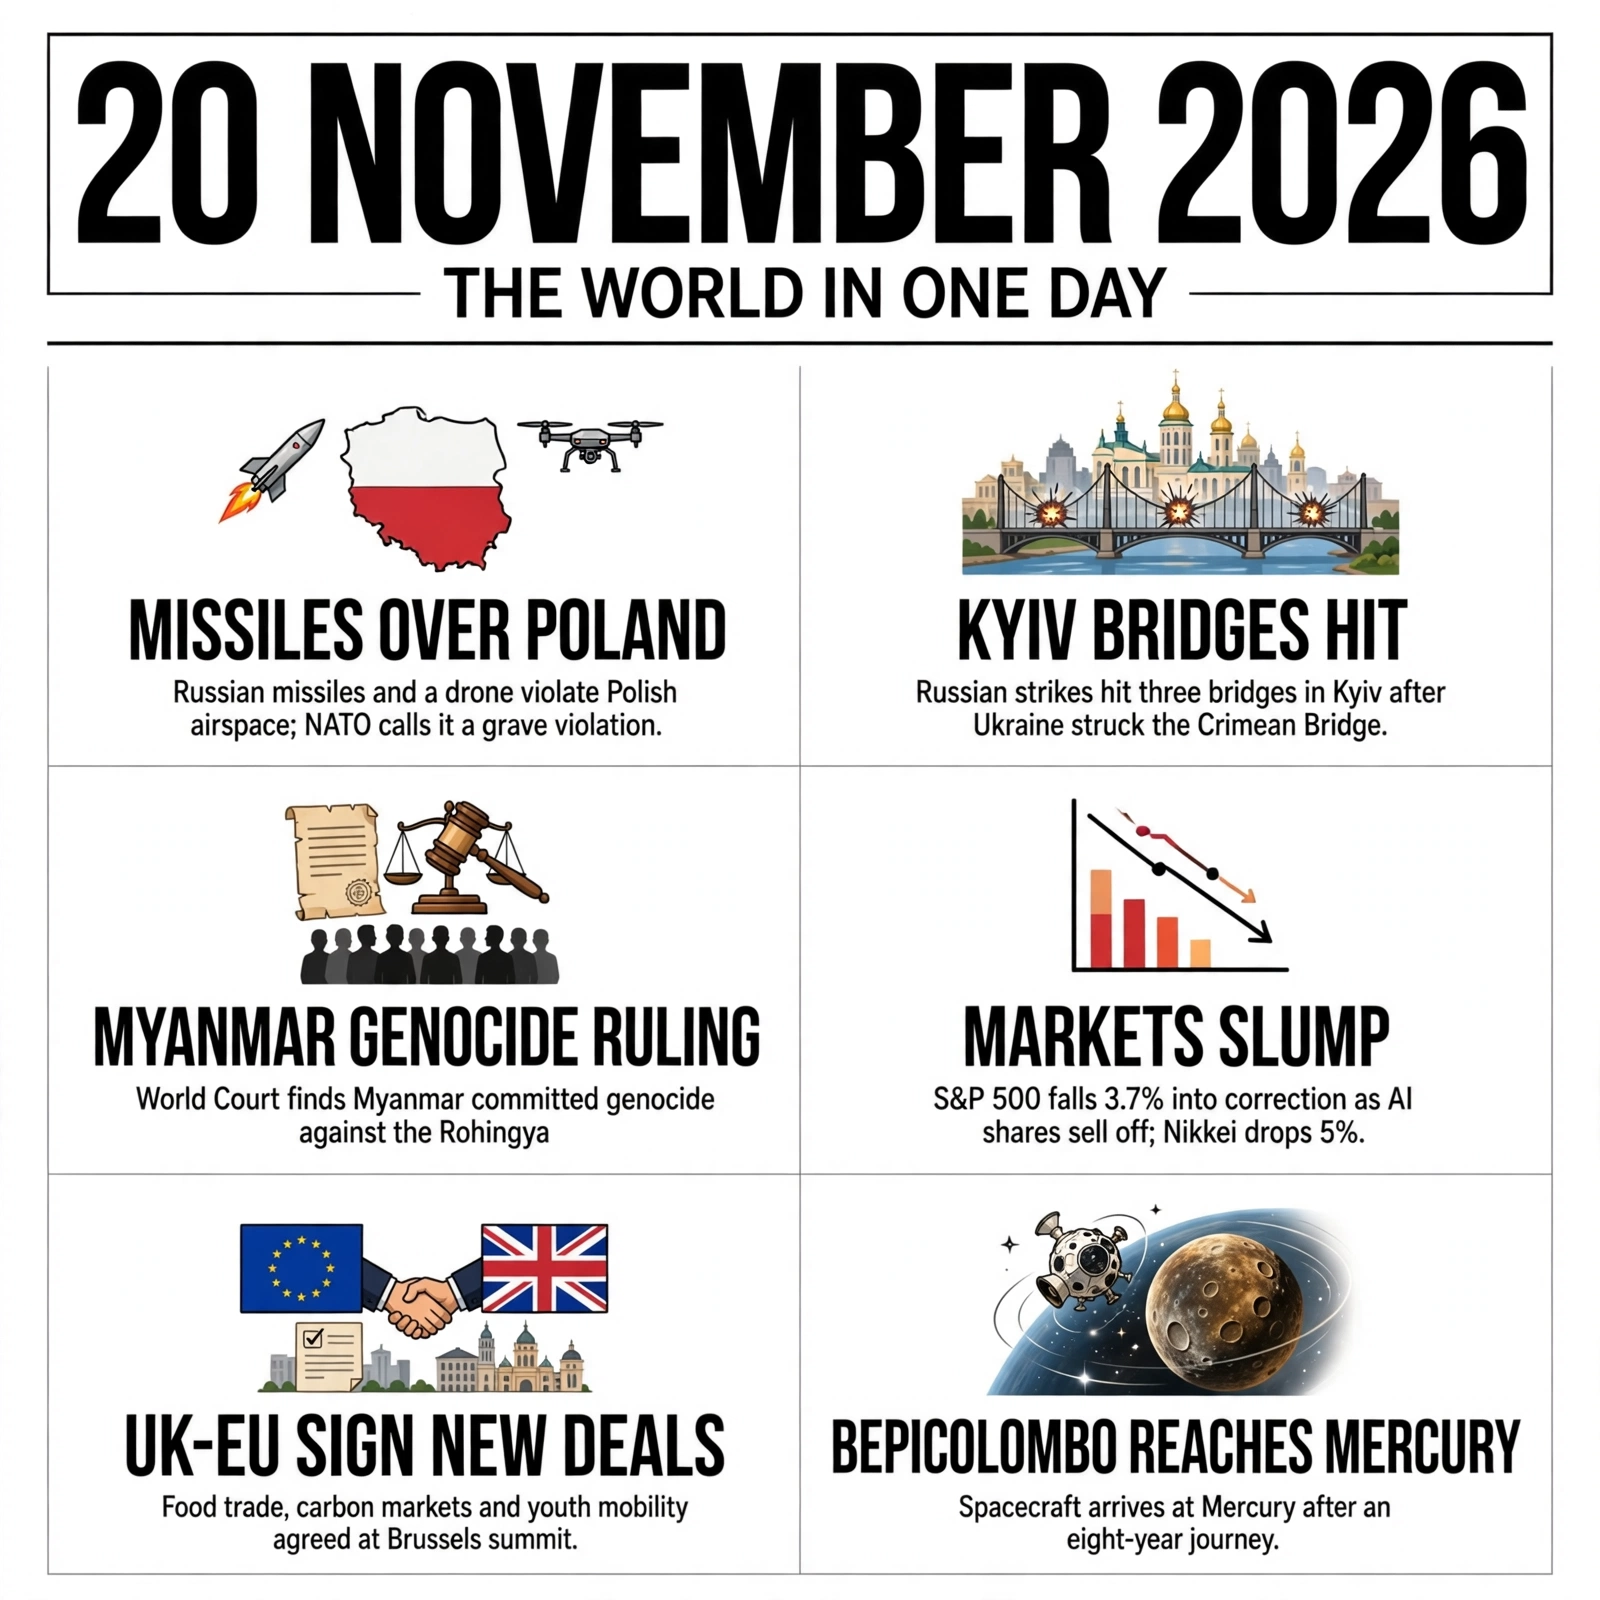 20 NOVEMBER 2026
THE WORLD IN ONE DAY
MISSILES OVER POLAND
Russian missiles and a drone violate Polish
airspace; NATO calls it a grave violation.
KYIV BRIDGES HIT
Russian strikes hit three bridges in Kyiv after
Ukraine struck the Crimean Bridge.
MYANMAR GENOCIDE RULING
World Court finds Myanmar committed genocide
against the Rohingya
MARKETS SLUMP
S&P 500 falls 3.7% into correction as AI
shares sell off; Nikkei drops 5%.
UK-EU SIGN NEW DEALS
Food trade, carbon markets and youth mobility
agreed at Brussels summit.
BEPICOLOMBO REACHES MERCURY
Spacecraft arrives at Mercury after an
eight-year journey.